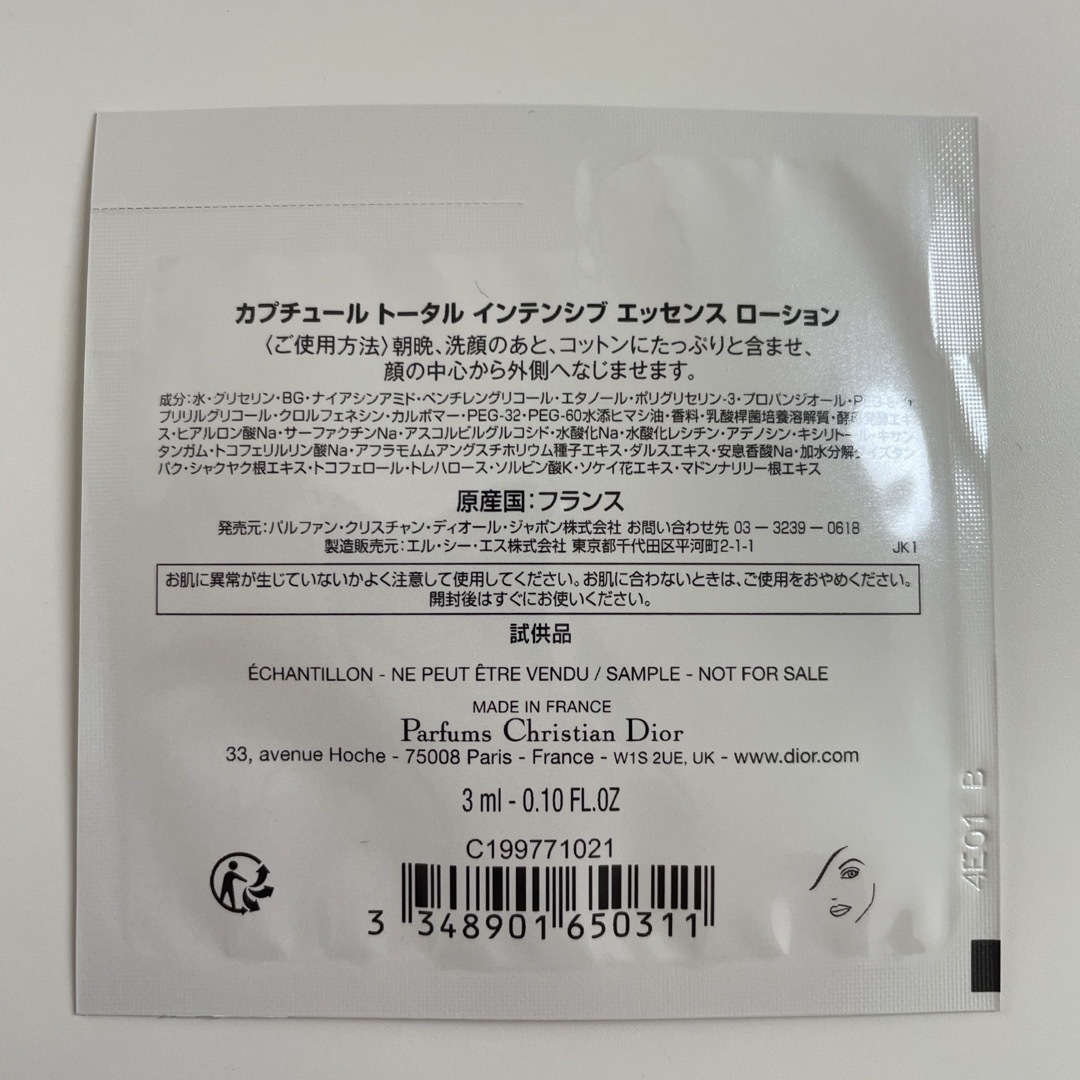 カプチュール トータル インテンシブ エッセンス ローション
〈ご使用方法〉朝晩、洗顔のあと、コットンにたっぷりと含ませ、
顔の中心から外側へなじませます。
成分：水・グリセリン・BG・ナイアシンアミド・ペンチレングリコール・エタノール・ポリグリセリン-3・プロパンジオール・
プリリルグリコール・クロルフェネシン・カルボマー・PEG-32・PEG-60水添ヒマシ油・香料・乳酸桿菌培養溶解質・酵母発酵エキ
ス・ヒアルロン酸Na・サーファクチンNa・アスコルビルグルコシド・水酸化Na・水酸化レシチン・アデノシン・キシリトール・キサン
タンガム・トコフェリルリン酸Na・アフラモムムアングスチホリウム種子エキス・ダルスエキス・安息香酸Na・加水分解ダイズタン
パク・シャクヤク根エキス・トコフェロール・トレハロース・ソルビン酸K・ソケイ花エキス・マドンナリリー根エキス
原産国：フランス
発売元：パルファン・クリスチャン・ディオール・ジャポン株式会社 お問い合わせ先 03－3239－0618
製造販売元：エル・シー・エス株式会社 東京都千代田区平河町2-1-1
JK1
お肌に異常が生じていないかよく注意して使用してください。お肌に合わないときは、ご使用をおやめください。
開封後はすぐにお使いください。
試供品
ÉCHANTILLON - NE PEUT ÊTRE VENDU / SAMPLE - NOT FOR SALE
MADE IN FRANCE
Parfums Christian Dior
33, avenue Hoche - 75008 Paris - France - W1S 2UE, UK - www.dior.com
3 ml - 0.10 FL.OZ
C199771021
3 348901 650311
4E01 B